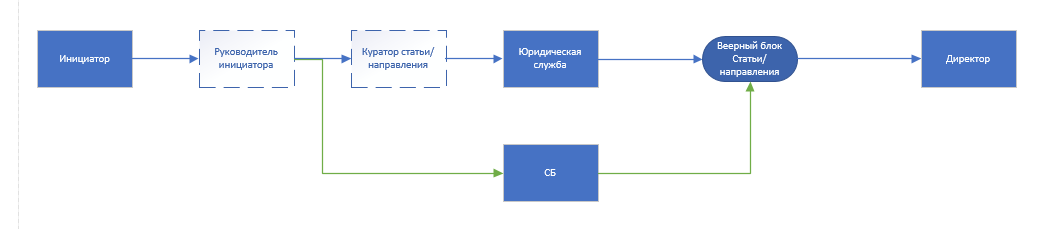 Инициатор
Руководитель
инициатора
Куратор статьи/
направления
Юридическая
служба
Веерный блок
Статьи/
направления
Директор
СБ